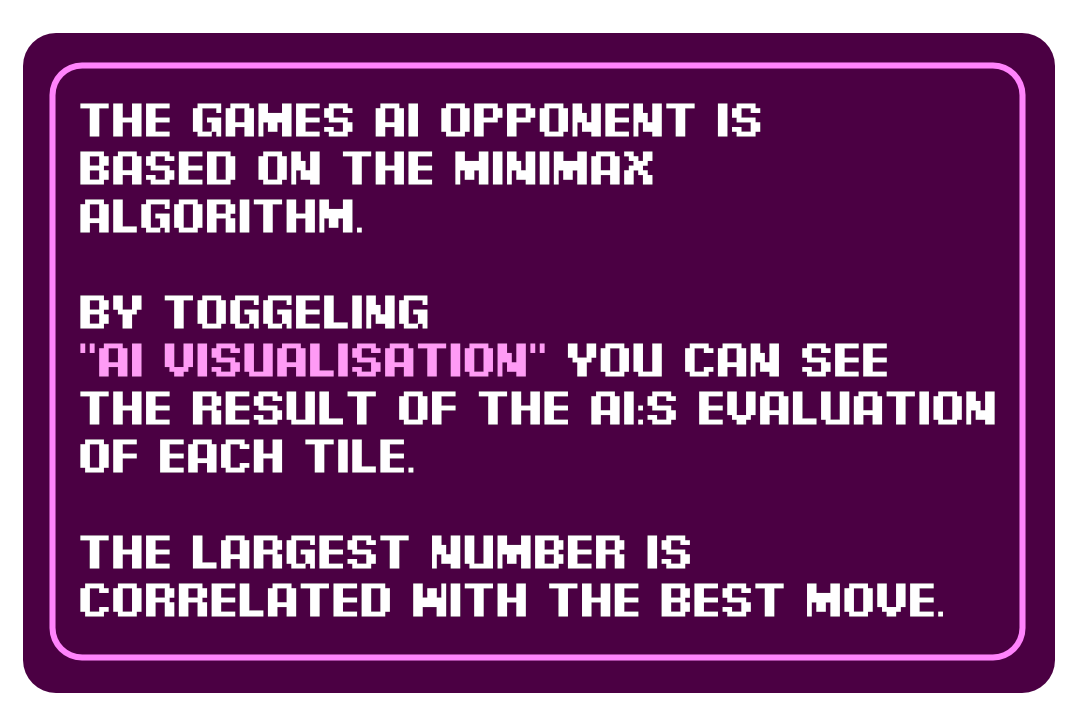 THE GAMES AI OPPONENT IS
BASED ON THE MINIMAX
ALGORITHM.
BY TOGGELING
"AI VISUALISATION" YOU CAN SEE
THE RESULT OF THE AI:S EVALUATION
OF EACH TILE.
THE LARGEST NUMBER IS
CORRELATED WITH THE BEST MOVE.